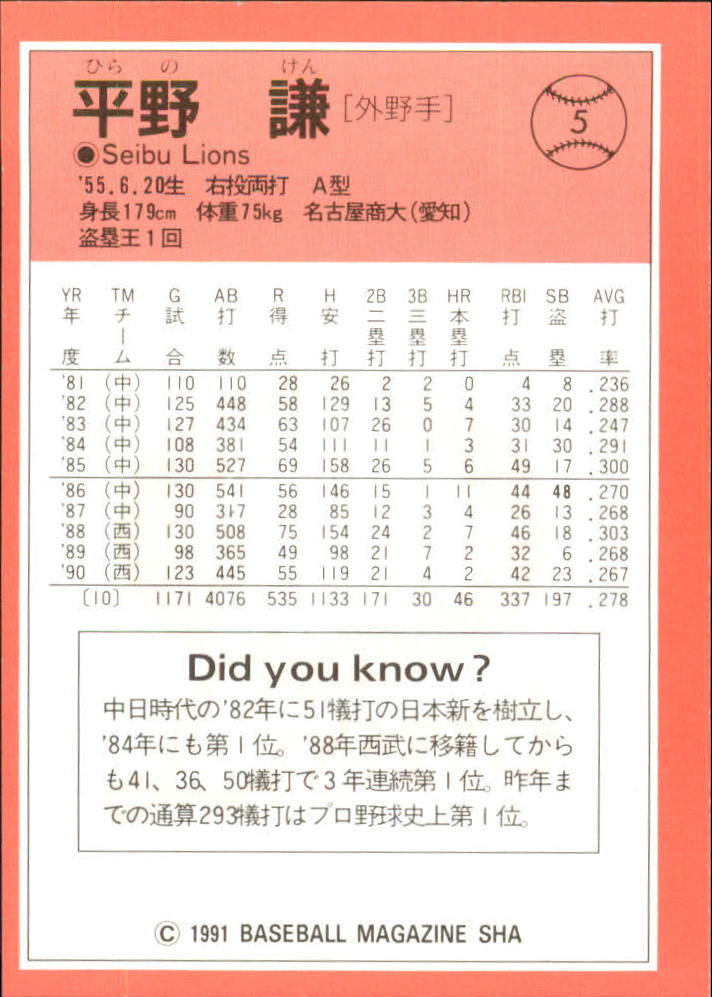 ひら の けん
平野 謙 [外野手]
5
●Seibu Lions
'55.6.20生 右投両打 A型
身長179cm 体重75kg 名古屋商大(愛知)
盗塁王1回
YR TM G AB R H 2B 3B HR RBI SB AVG
年度 チーム 試合 打数 得点 安打 二塁打 三塁打 本塁打 打点 盗塁 打率
'81 (中) 110 110 28 26 2 2 0 4 8 .236
'82 (中) 125 448 58 129 13 5 4 33 20 .288
'83 (中) 127 434 63 107 26 0 7 30 14 .247
'84 (中) 108 381 54 111 11 1 3 31 30 .291
'85 (中) 130 527 69 158 26 5 6 49 17 .300
'86 (中) 130 541 56 146 15 1 11 44 48 .270
'87 (中) 90 317 28 85 12 3 4 26 13 .268
'88 (西) 130 508 75 154 24 2 7 46 18 .303
'89 (西) 98 365 49 98 21 7 2 32 6 .268
'90 (西) 123 445 55 119 21 4 2 42 23 .267
〔10〕 1171 4076 535 1133 171 30 46 337 197 .278
Did you know?
中日時代の'82年に51犠打の日本新を樹立し、
'84年にも第1位。'88年西武に移籍してから
も41、36、50犠打で3年連続第1位。昨年ま
での通算293犠打はプロ野球史上第1位。
© 1991 BASEBALL MAGAZINE SHA